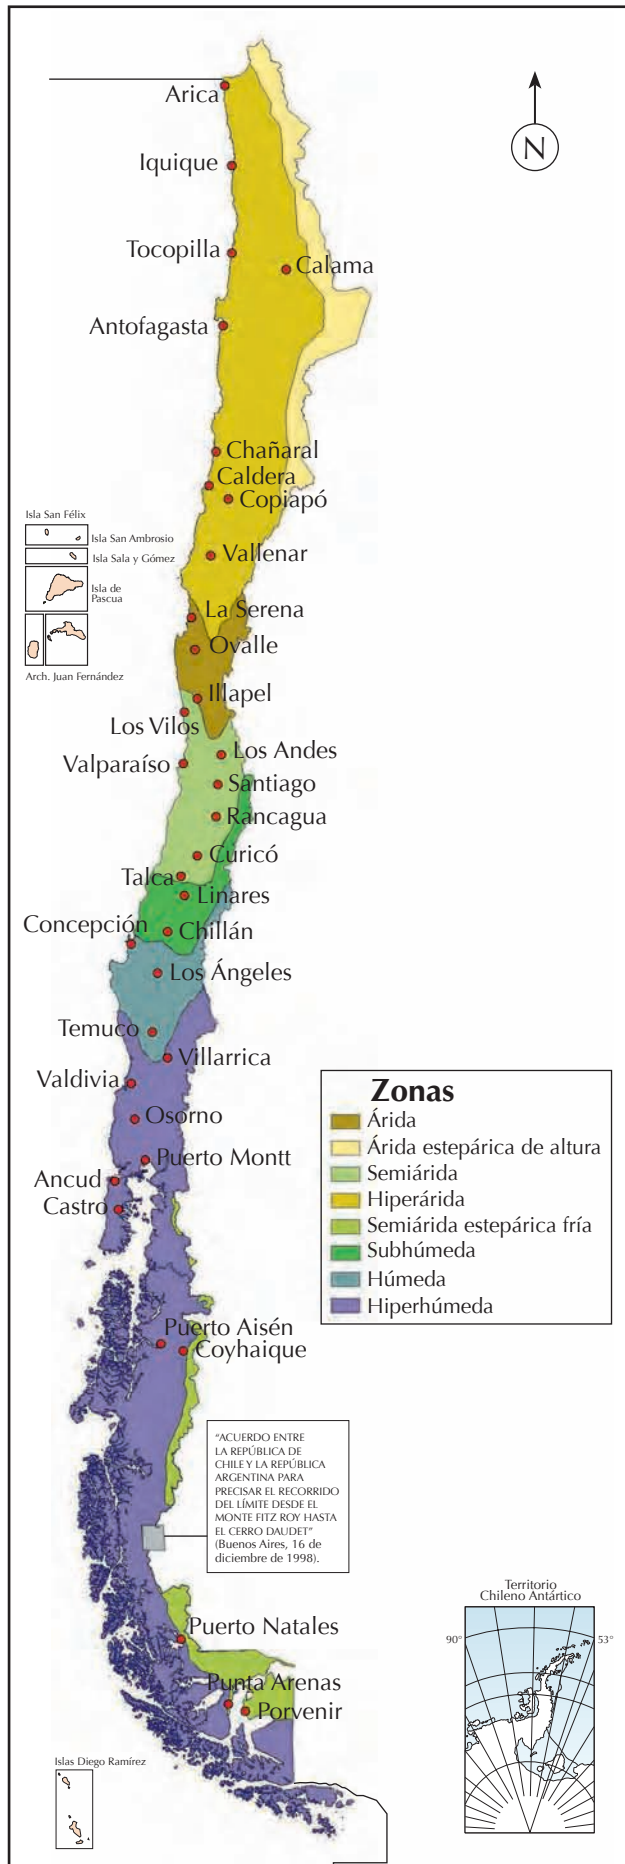 Arica
N
Iquique
Tocopilla
Calama
Antofagasta
Chañaral
Caldera
Copiapó
Isla San Félix
Isla San Ambrosio
Isla Sala y Gómez
Vallenar
Isla de
Pascua
La Serena
Ovalle
Arch. Juan Fernández
Illapel
Los Vilos
Los Andes
Valparaíso
Santiago
Rancagua
Curicó
Talca
Linares
Concepción
Chillán
Los Ángeles
Temuco
Villarrica
Valdivia
Osorno
Puerto Montt
Ancud
Castro
Zonas
Árida
Árida estepárica de altura
Semiárida
Hiperárida
Semiárida estepárica fría
Subhúmeda
Húmeda
Hiperhúmeda
Puerto Aisén
Coyhaique
"ACUERDO ENTRE
LA REPÚBLICA DE
CHILE Y LA REPÚBLICA
ARGENTINA PARA
PRECISAR EL RECORRIDO
DEL LÍMITE DESDE EL
MONTE FITZ ROY HASTA
EL CERRO DAUDET"
(Buenos Aires, 16 de
diciembre de 1998).
Territorio
Chileno Antártico
90°
53°
Puerto Natales
Punta Arenas
Porvenir
Islas Diego Ramírez